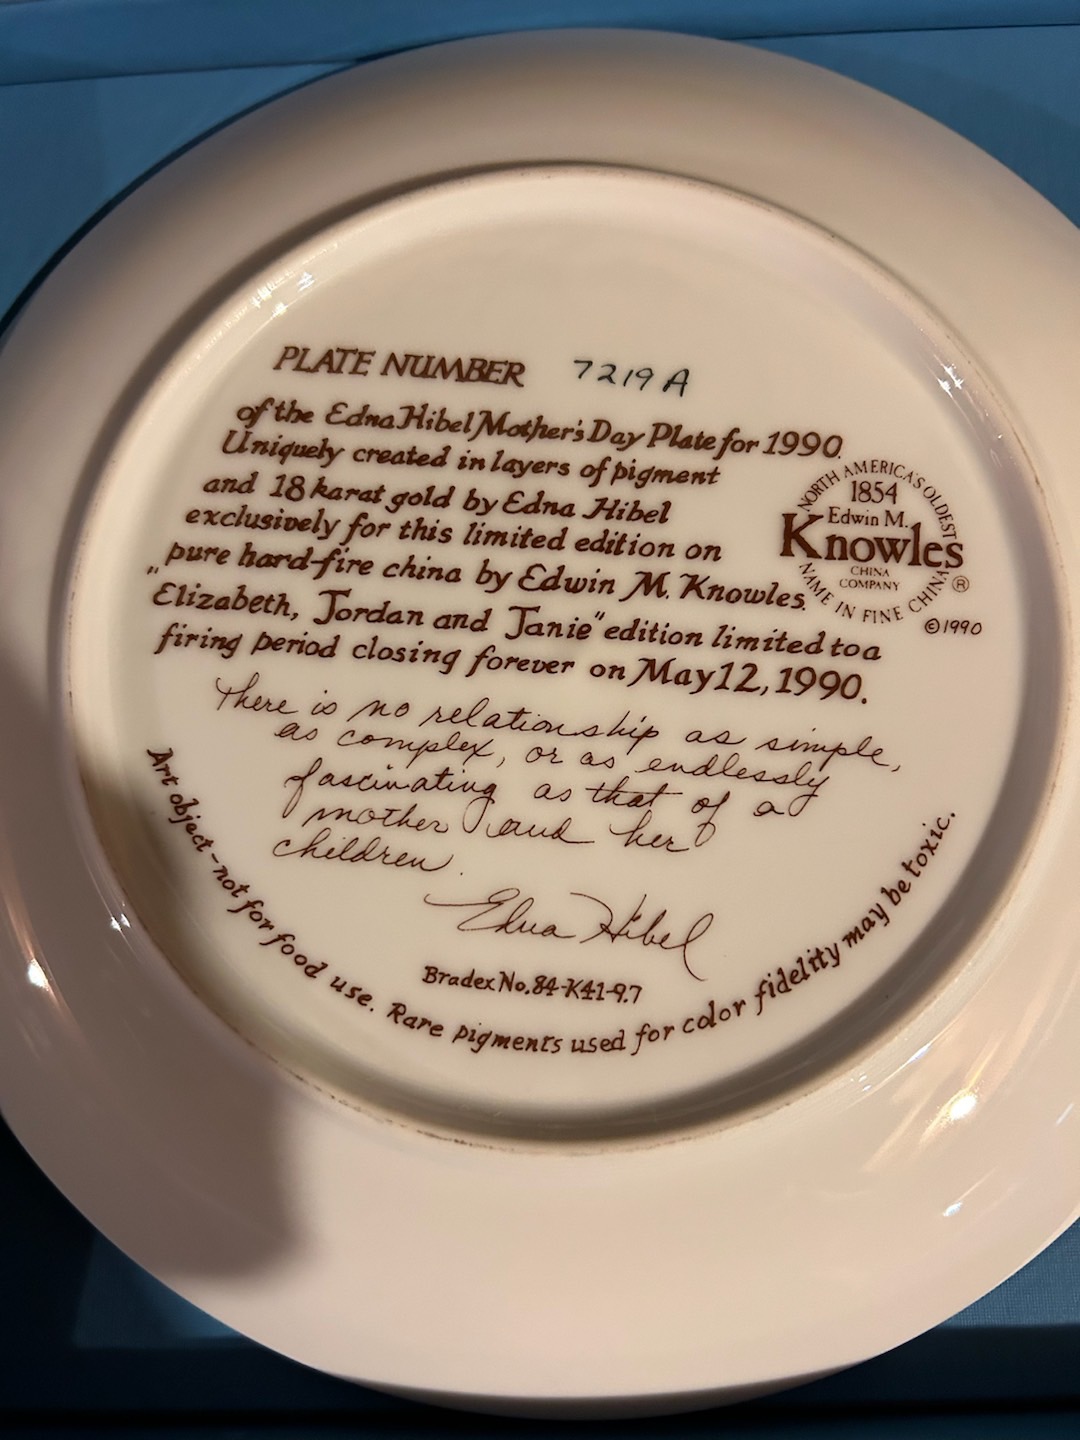 PLATE NUMBER 7219 A
of the Edna Hibel Mother's Day Plate for 1990.
Uniquely created in layers of pigment
and 18 karat gold by Edna Hibel
exclusively for this limited edition on
pure hard-fire china by Edwin M. Knowles.
„Elizabeth, Jordan and Janie" edition limited to a
firing period closing forever on May 12, 1990.
NORTH AMERICA'S OLDEST
1854
Edwin M.
Knowles
CHINA
COMPANY
NAME IN FINE CHINA
®
©1990
There is no relationship as simple,
as complex, or as endlessly
fascinating as that of a
mother and her
children.
Edna Hibel
Bradex No. 84-K41-9.7
Art object-not for food use. Rare pigments used for color fidelity may be toxic.